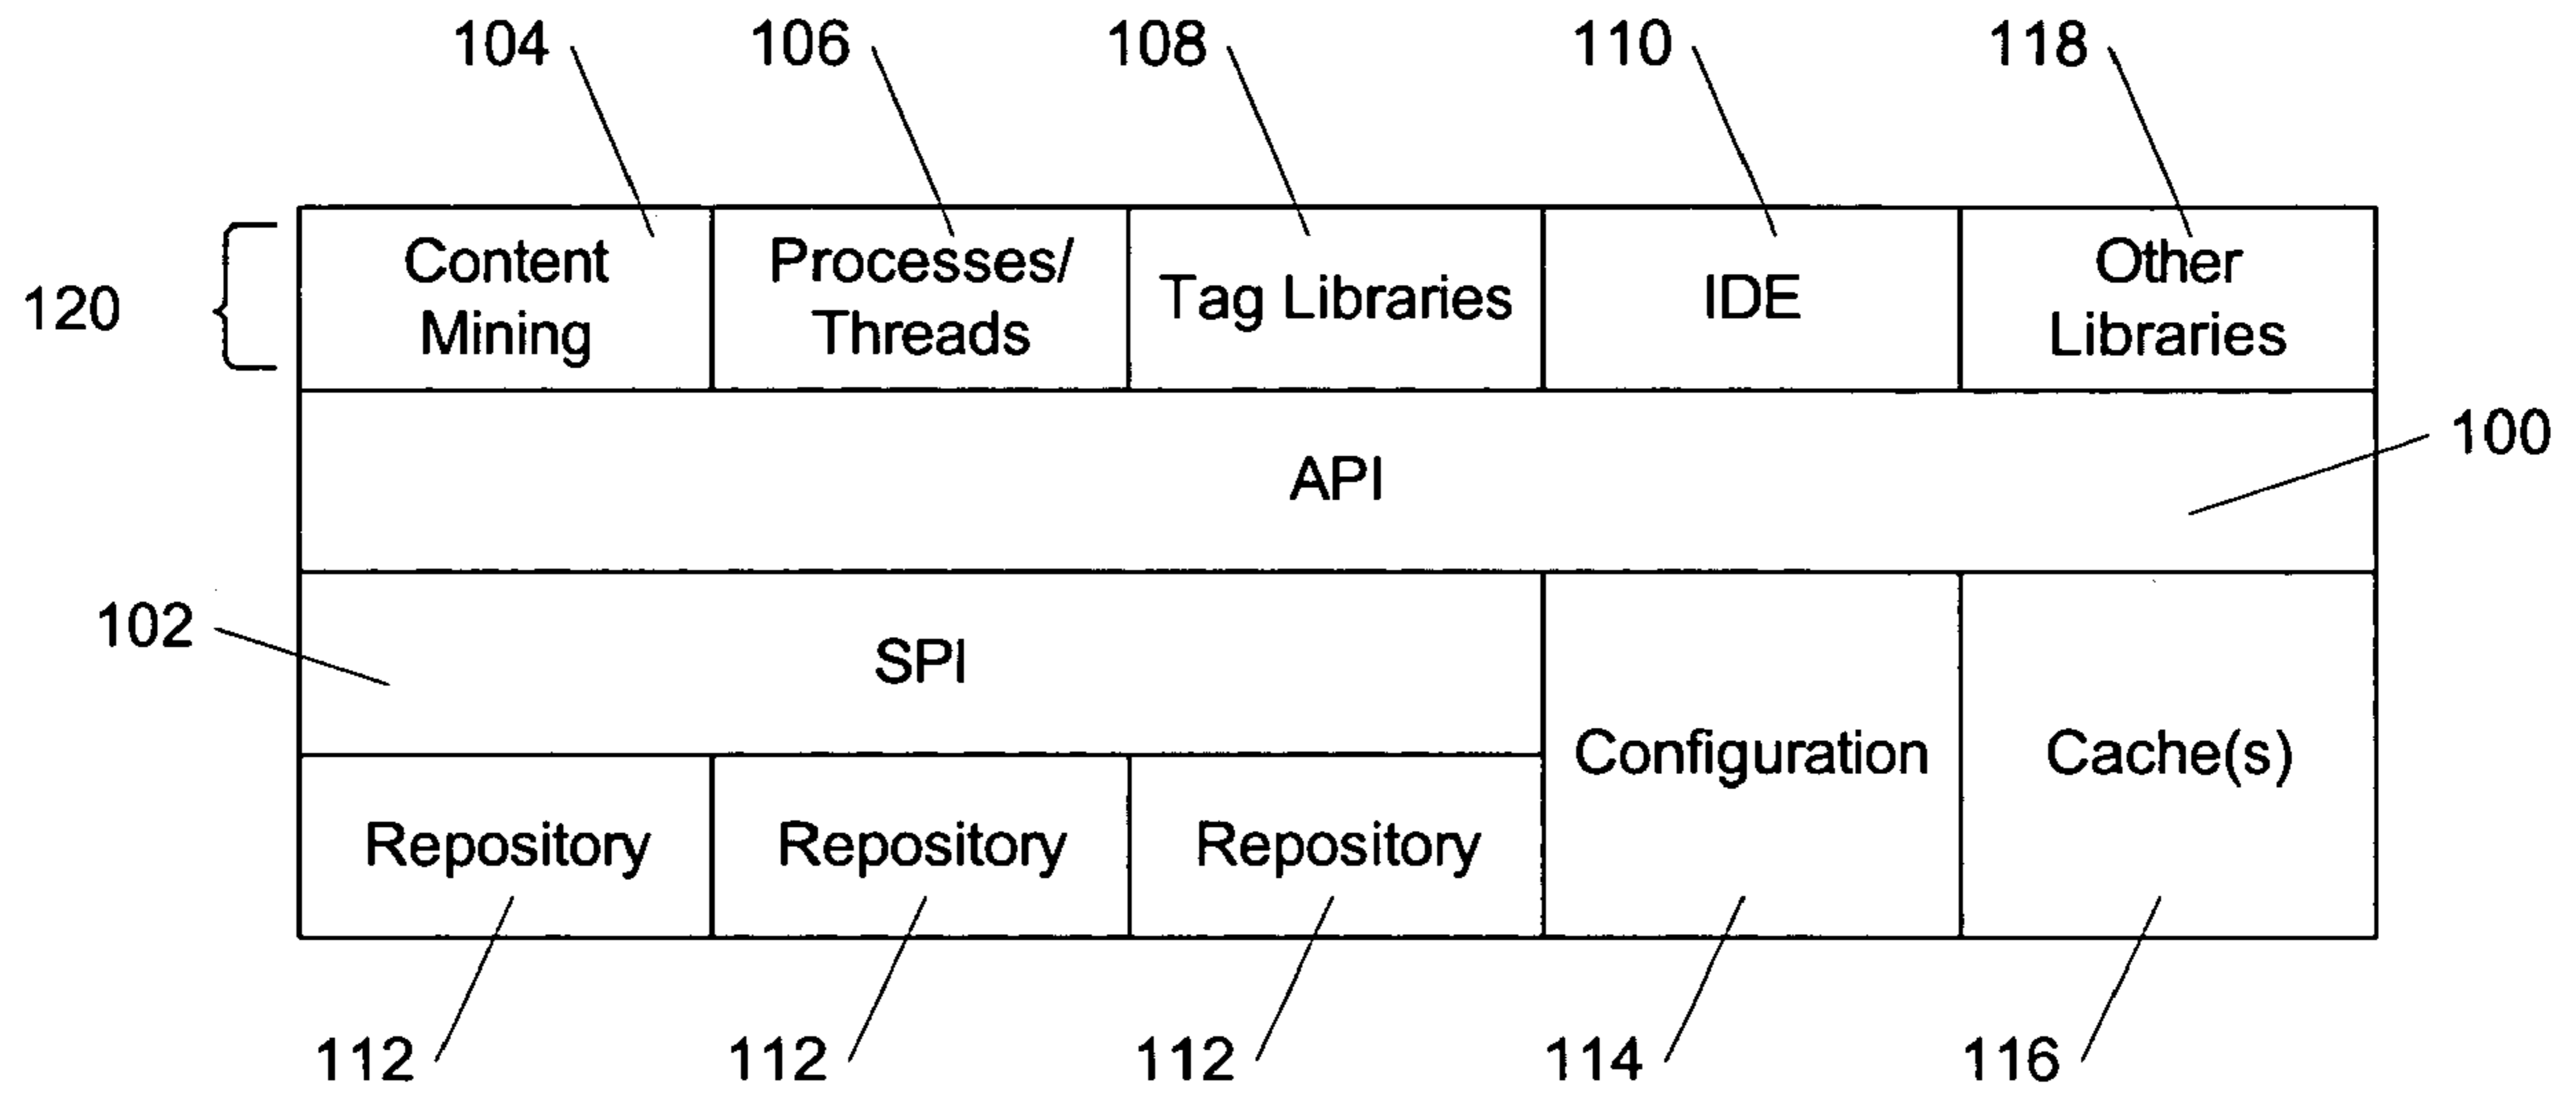 104 106 108 110 118
120
Content
Mining
Processes/
Threads
Tag Libraries
IDE
Other
Libraries
API
100
102
SPI
Configuration
Cache(s)
Repository
Repository
Repository
112 112 112 114 116